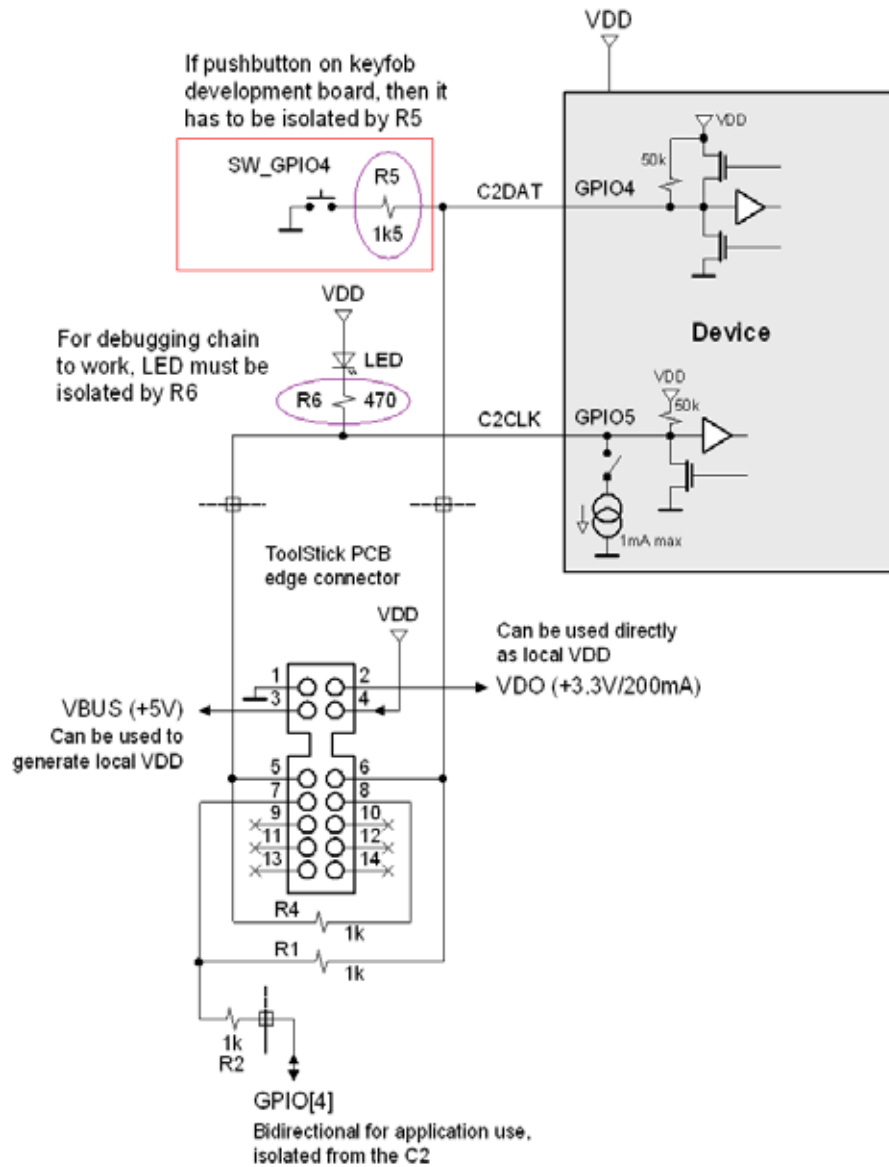 VDD
If pushbutton on keyfob
development board, then it
has to be isolated by R5
SW_GPIO4
R5
1k5
C2DAT
GPIO4
VDD
50k
VDD
For debugging chain
to work, LED must be
isolated by R6
LED
R6
470
Device
C2CLK
GPIO5
VDD
50k
1mA max
ToolStick PCB
edge connector
VDD
Can be used directly
as local VDD
VDO (+3.3V/200mA)
VBUS (+5V)
Can be used to
generate local VDD
1
2
3
4
5
6
7
8
9
10
11
12
13
14
R4
1k
R1
1k
1k
R2
GPIO[4]
Bidirectional for application use,
isolated from the C2